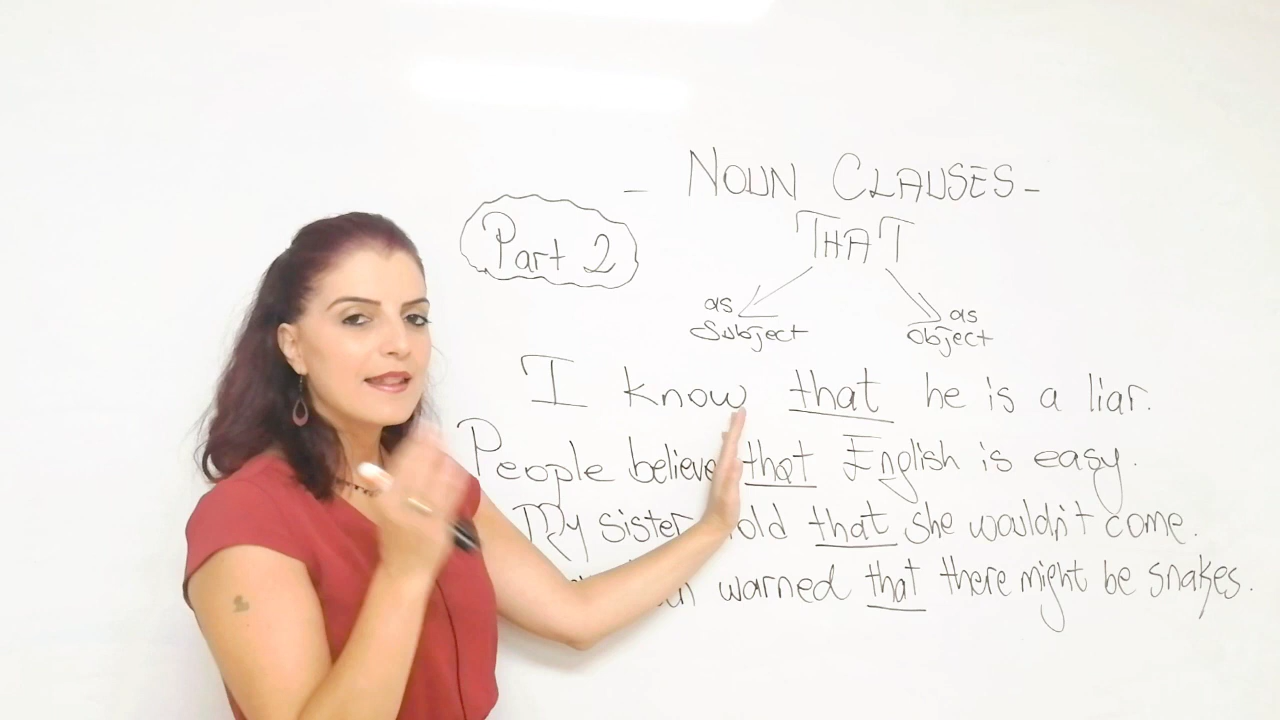 - NOUN CLAUSES -
Part 2
THAT
as subject
as object
I know that he is a liar.
People believe that English is easy.
My sister told that she wouldn't come.
warned that there might be snakes.